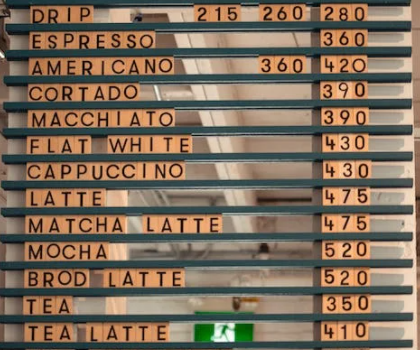 DRIP 215 260 280
ESPRESSO 360
AMERICANO 360 420
CORTADO 390
MACCHIATO 390
FLAT WHITE 430
CAPPUCCINO 430
LATTE 475
MATCHA LATTE 475
MOCHA 520
BROD LATTE 520
TEA 350
TEA LATTE 410